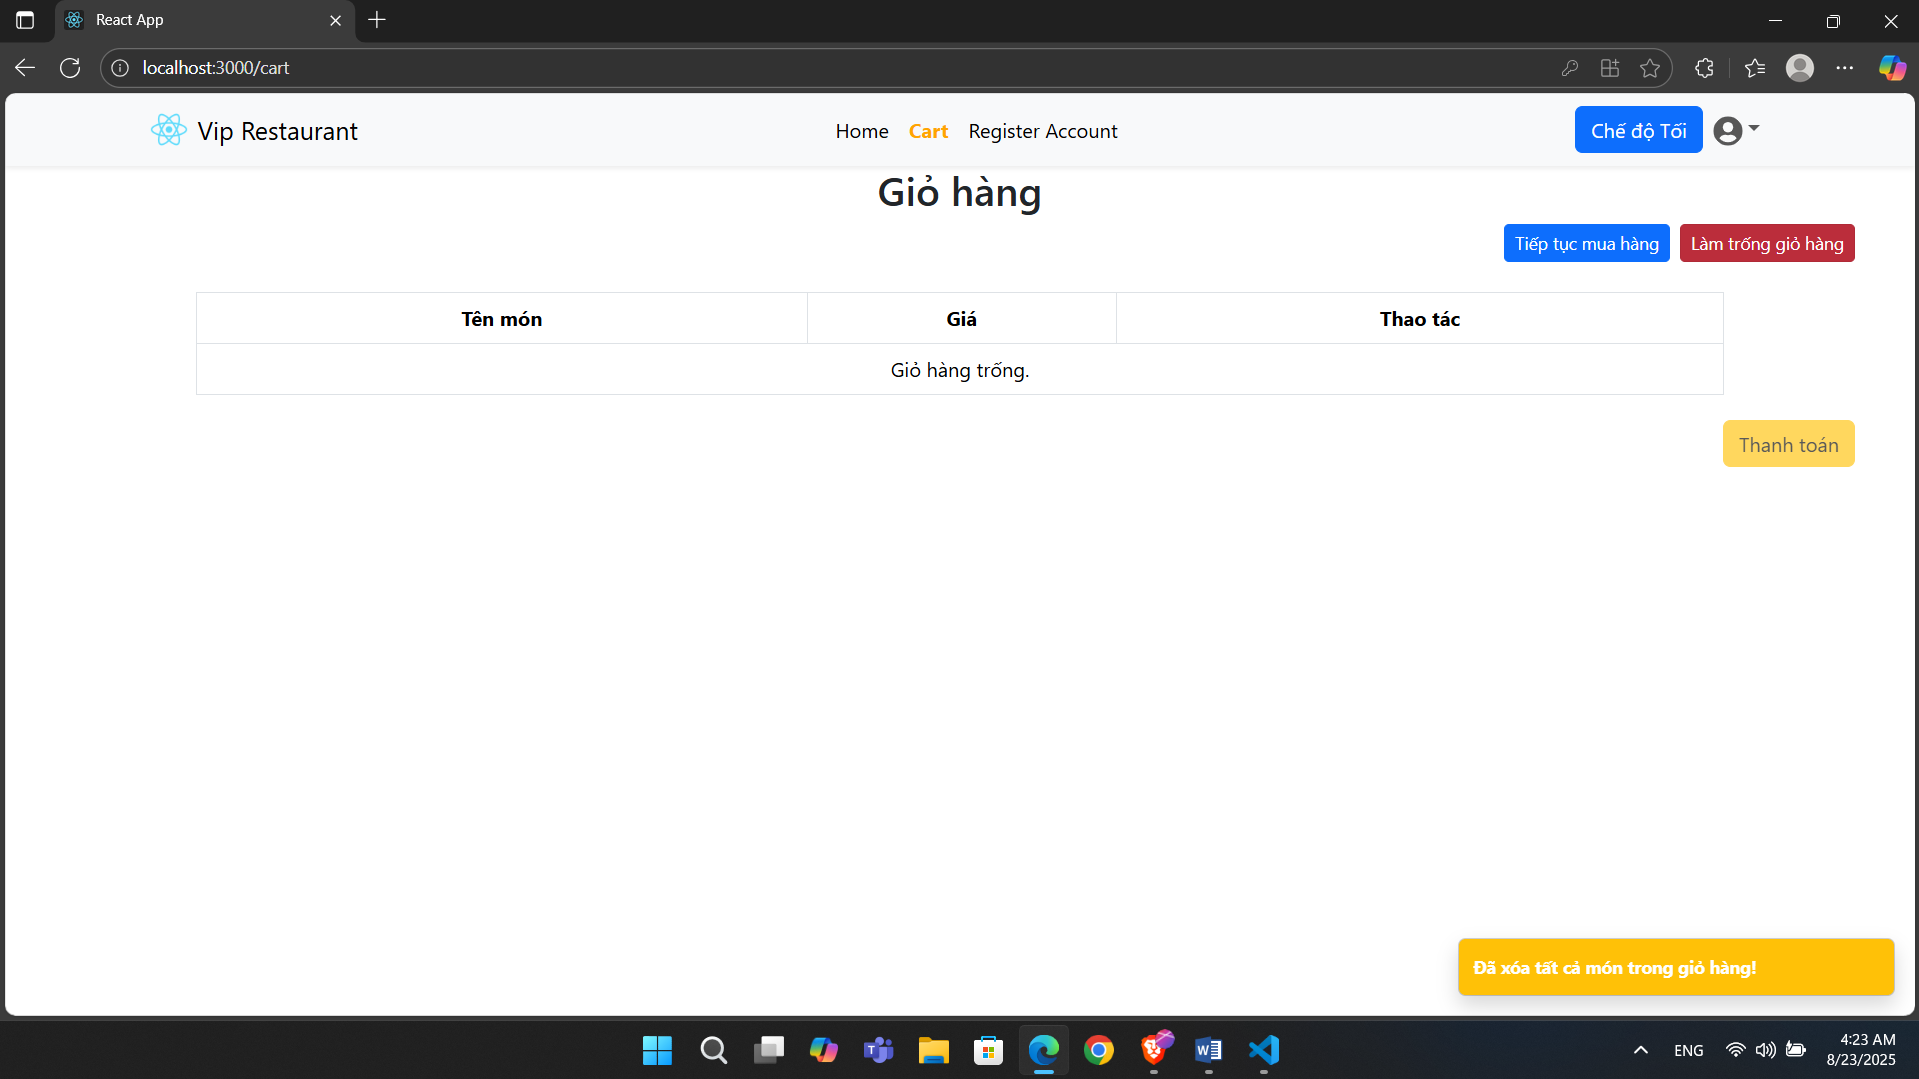 React App
localhost:3000/cart
Vip Restaurant
Home Cart Register Account
Chế độ Tối
Giỏ hàng
Tiếp tục mua hàng Làm trống giỏ hàng
Tên món Giá Thao tác
Giỏ hàng trống.
Thanh toán
Đã xóa tất cả món trong giỏ hàng!
ENG
4:23 AM
8/23/2025